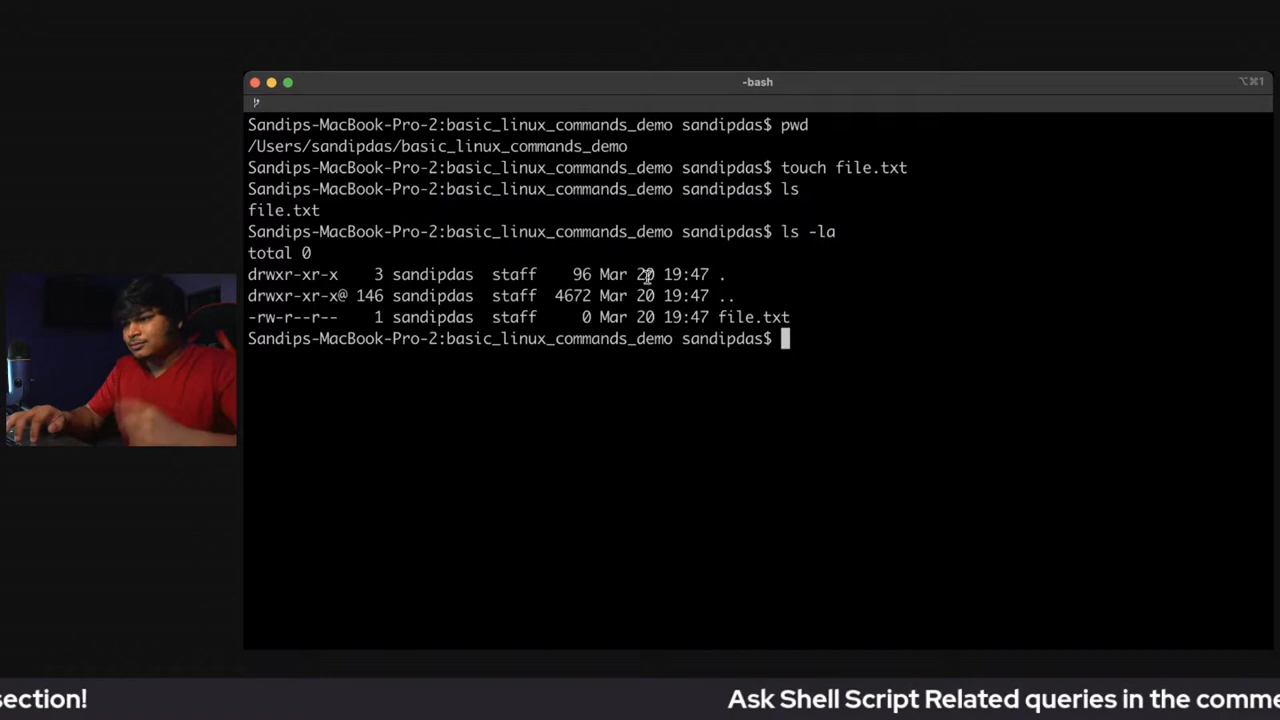 -bash
⌥⌘1
Sandips-MacBook-Pro-2:basic_linux_commands_demo sandipdas$ pwd
/Users/sandipdas/basic_linux_commands_demo
Sandips-MacBook-Pro-2:basic_linux_commands_demo sandipdas$ touch file.txt
Sandips-MacBook-Pro-2:basic_linux_commands_demo sandipdas$ ls
file.txt
Sandips-MacBook-Pro-2:basic_linux_commands_demo sandipdas$ ls -la
total 0
drwxr-xr-x    3 sandipdas  staff    96 Mar 20 19:47 .
drwxr-xr-x@ 146 sandipdas  staff  4672 Mar 20 19:47 ..
-rw-r--r--    1 sandipdas  staff     0 Mar 20 19:47 file.txt
Sandips-MacBook-Pro-2:basic_linux_commands_demo sandipdas$
section! Ask Shell Script Related queries in the comme